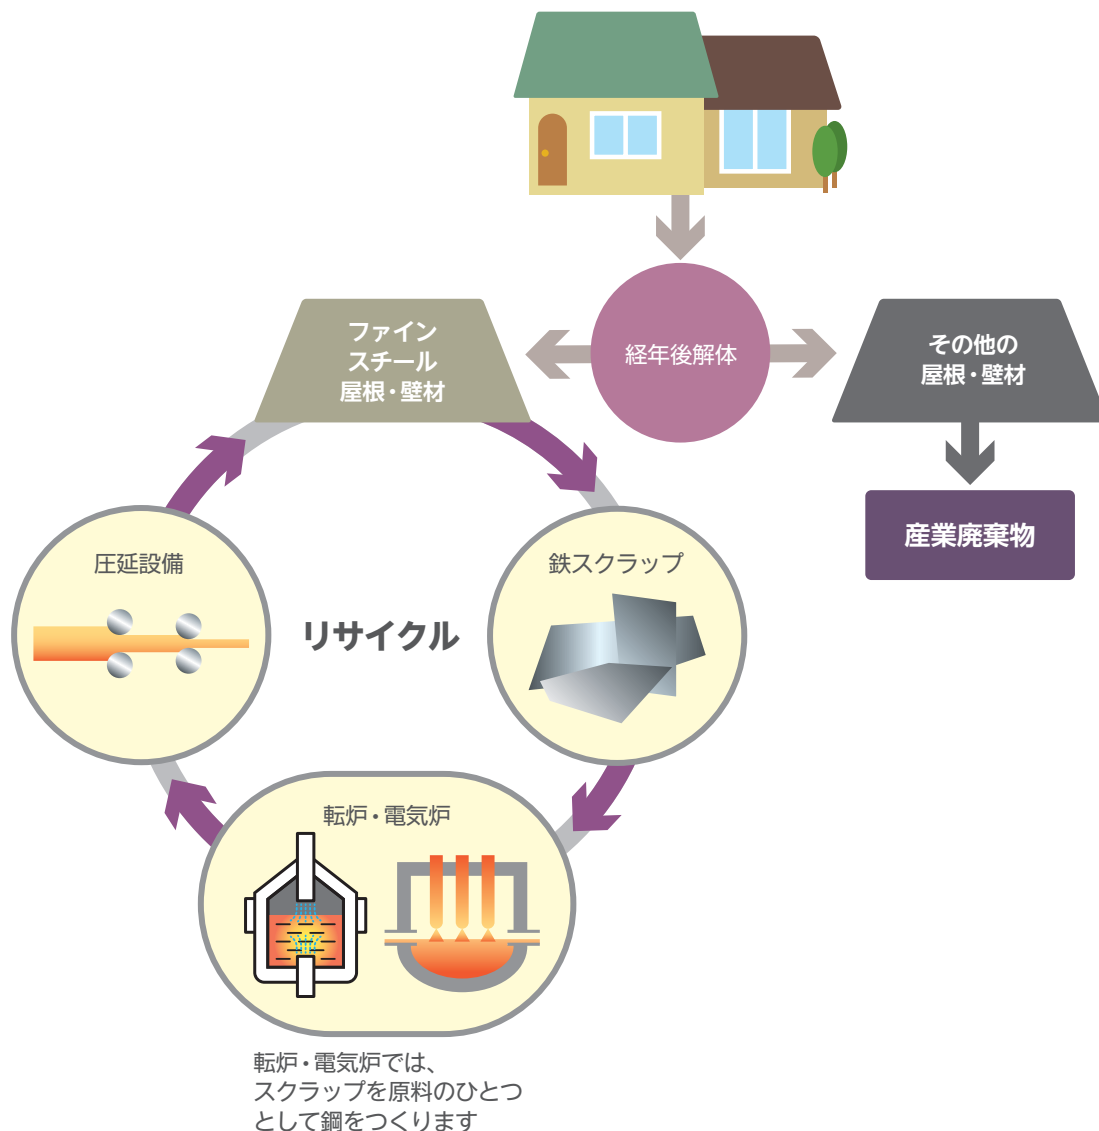 経年後解体
ファイン
スチール
屋根・壁材
その他の
屋根・壁材
産業廃棄物
圧延設備
リサイクル
鉄スクラップ
転炉・電気炉
転炉・電気炉では、
スクラップを原料のひとつ
として鋼をつくります